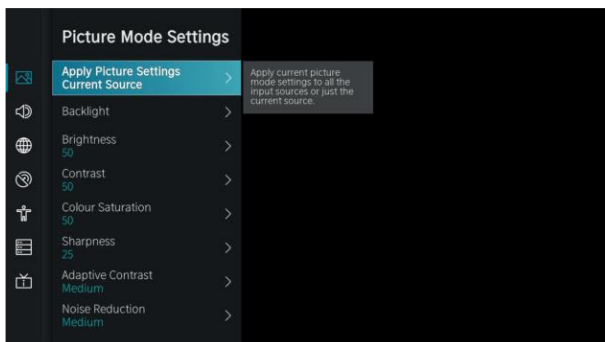 Picture Mode Settings
Apply Picture Settings
Current Source
Apply current picture
mode settings to all the
input sources or just the
current source.
Backlight
Brightness
50
Contrast
50
Colour Saturation
50
Sharpness
25
Adaptive Contrast
Medium
Noise Reduction
Medium